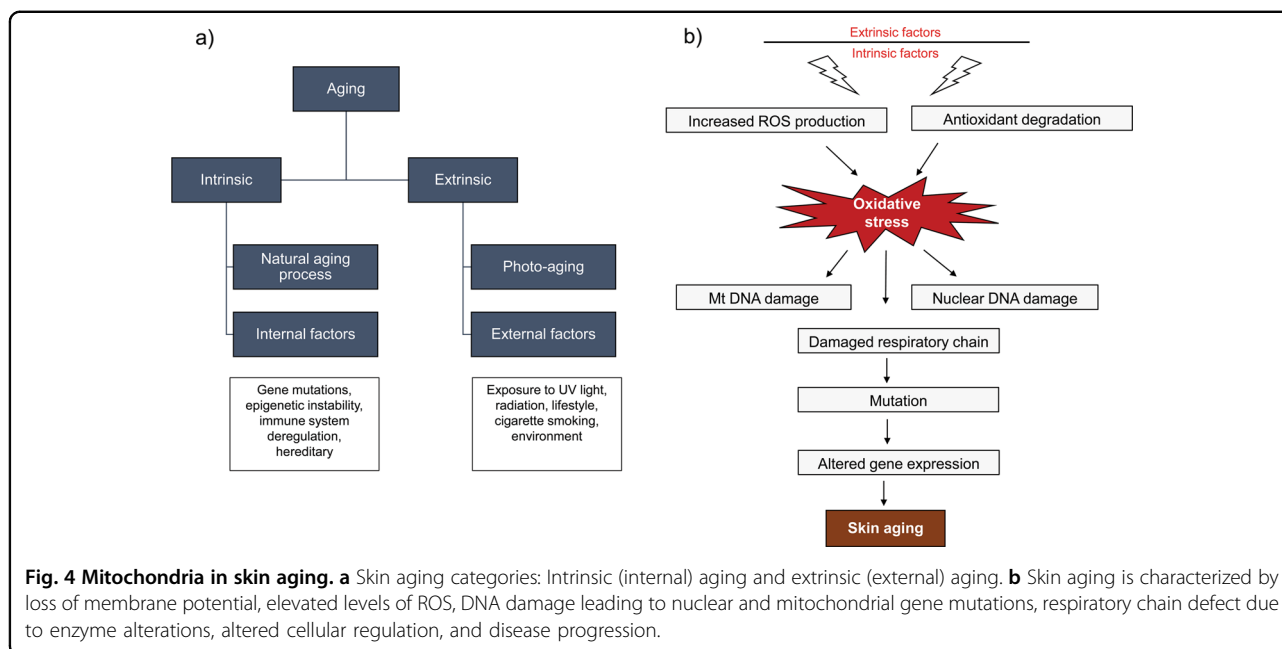 a)
Aging
Intrinsic
Extrinsic
Natural aging
process
Photo-aging
Internal factors
External factors
Gene mutations,
epigenetic instability,
immune system
deregulation,
hereditary
Exposure to UV light,
radiation, lifestyle,
cigarette smoking,
environment
b)
Extrinsic factors
Intrinsic factors
Increased ROS production
Antioxidant degradation
Oxidative
stress
Mt DNA damage
Nuclear DNA damage
Damaged respiratory chain
Mutation
Altered gene expression
Skin aging
Fig. 4 Mitochondria in skin aging. a Skin aging categories: Intrinsic (internal) aging and extrinsic (external) aging. b Skin aging is characterized by
loss of membrane potential, elevated levels of ROS, DNA damage leading to nuclear and mitochondrial gene mutations, respiratory chain defect due
to enzyme alterations, altered cellular regulation, and disease progression.